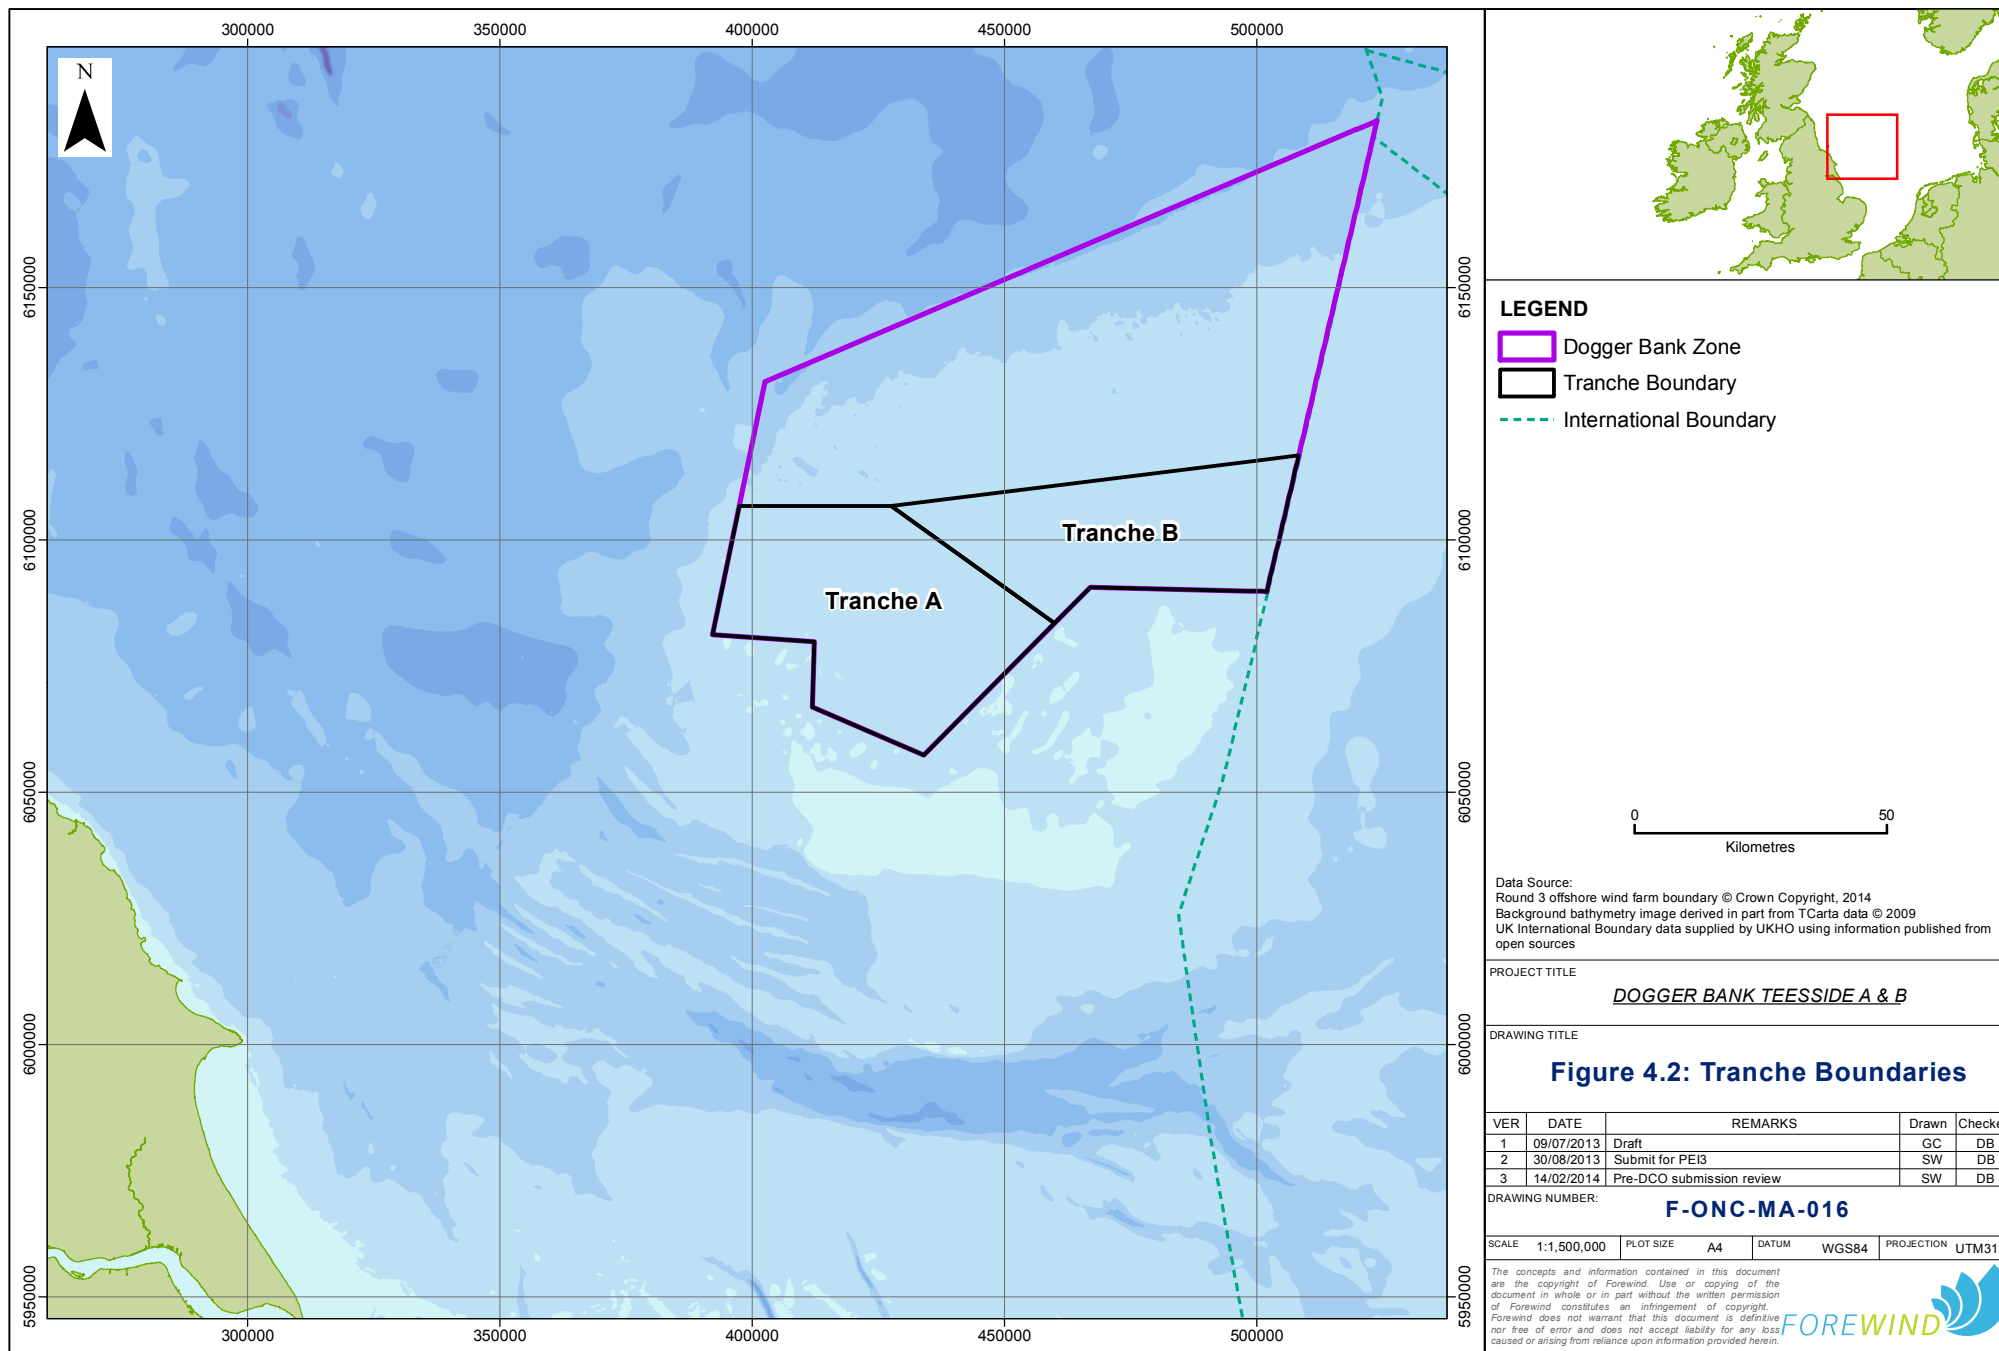 300000
350000
400000
450000
500000
N
6150000
6100000
6050000
6000000
5950000
6150000
6100000
6050000
6000000
5950000
Tranche B
Tranche A
300000
350000
400000
450000
500000
LEGEND
Dogger Bank Zone
Tranche Boundary
International Boundary
0 50
Kilometres
Data Source:
Round 3 offshore wind farm boundary © Crown Copyright, 2014
Background bathymetry image derived in part from TCarta data © 2009
UK International Boundary data supplied by UKHO using information published from
open sources
PROJECT TITLE
DOGGER BANK TEESSIDE A & B
DRAWING TITLE
Figure 4.2: Tranche Boundaries
VER DATE REMARKS Drawn Checke
1 09/07/2013 Draft GC DB
2 30/08/2013 Submit for PEI3 SW DB
3 14/02/2014 Pre-DCO submission review SW DB
DRAWING NUMBER:
F-ONC-MA-016
SCALE 1:1,500,000 PLOT SIZE A4 DATUM WGS84 PROJECTION UTM31
The concepts and information contained in this document
are the copyright of Forewind. Use or copying of the
document in whole or in part without the written permission
of Forewind constitutes an infringement of copyright.
Forewind does not warrant that this document is definitive
nor free of error and does not accept liability for any loss
caused or arising from reliance upon information provided herein.
FOREWIND